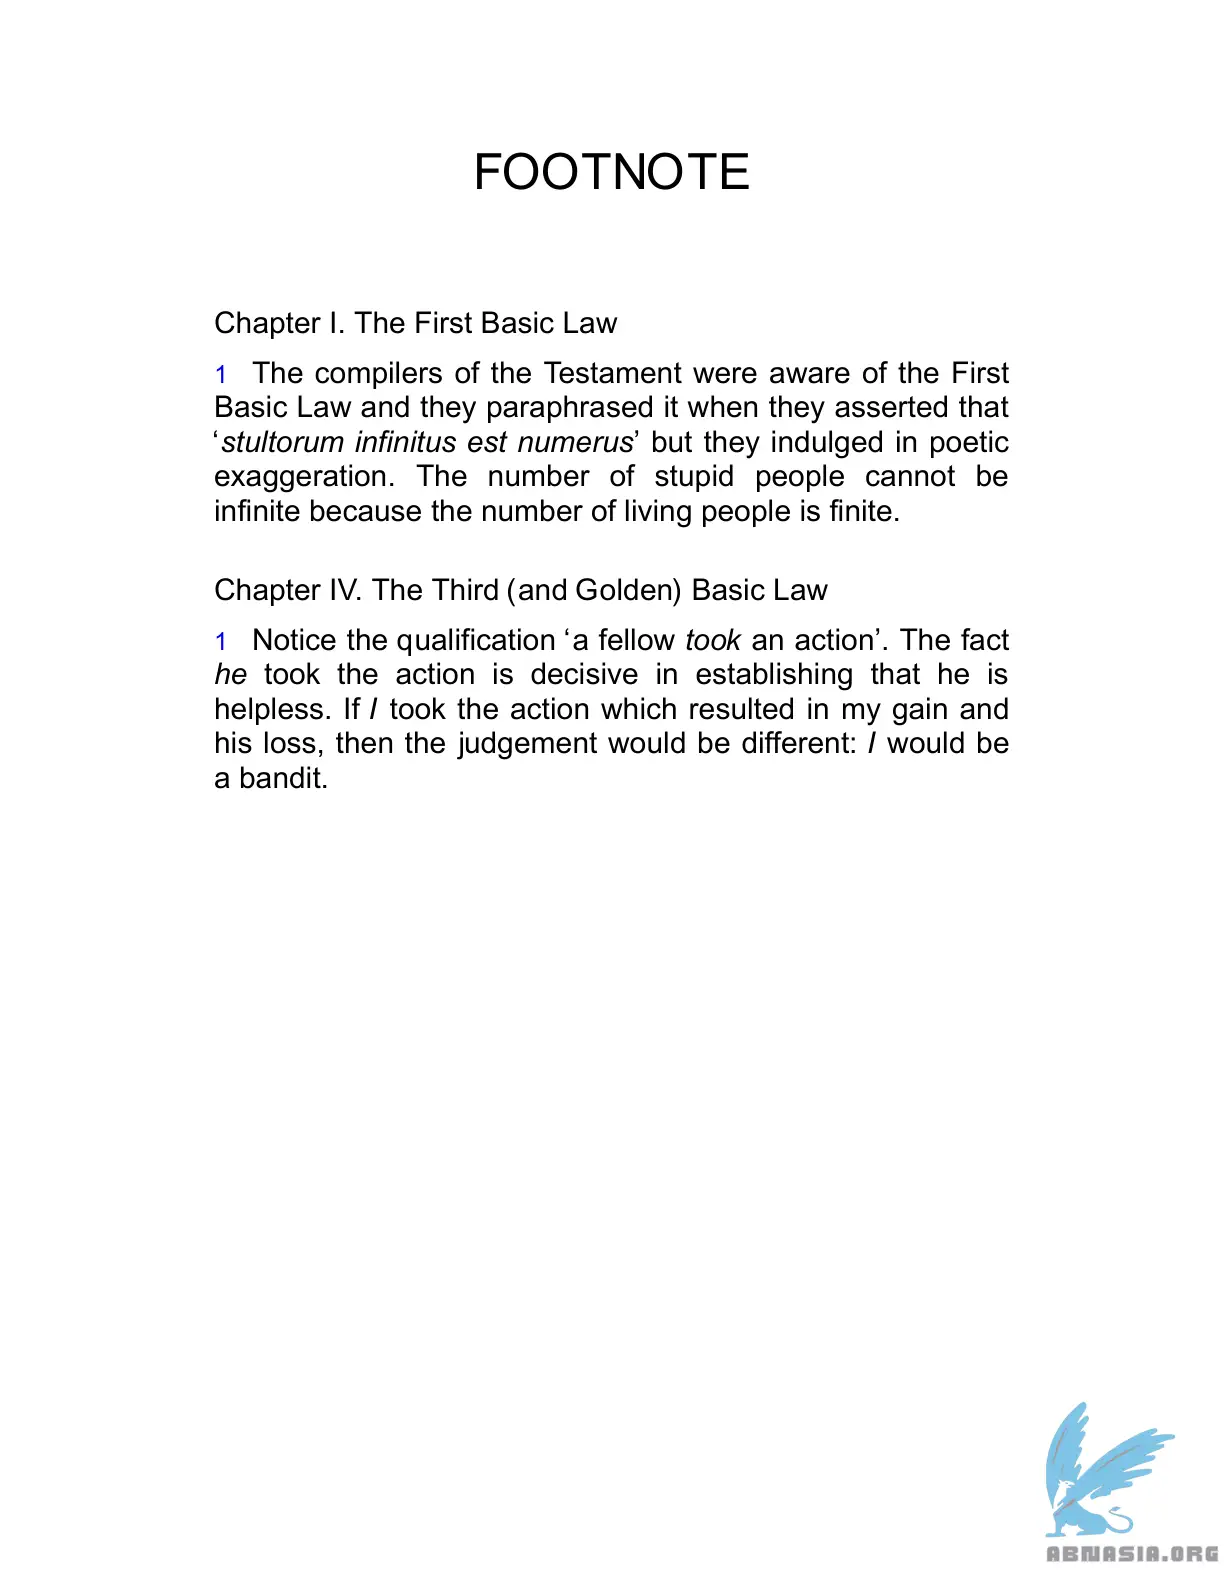 FOOTNOTE
Chapter I. The First Basic Law
1 The compilers of the Testament were aware of the First
Basic Law and they paraphrased it when they asserted that
‘stultorum infinitus est numerus’ but they indulged in poetic
exaggeration. The number of stupid people cannot be
infinite because the number of living people is finite.
Chapter IV. The Third (and Golden) Basic Law
1 Notice the qualification ‘a fellow took an action’. The fact
he took the action is decisive in establishing that he is
helpless. If I took the action which resulted in my gain and
his loss, then the judgement would be different: I would be
a bandit.
ABNASIA.ORG